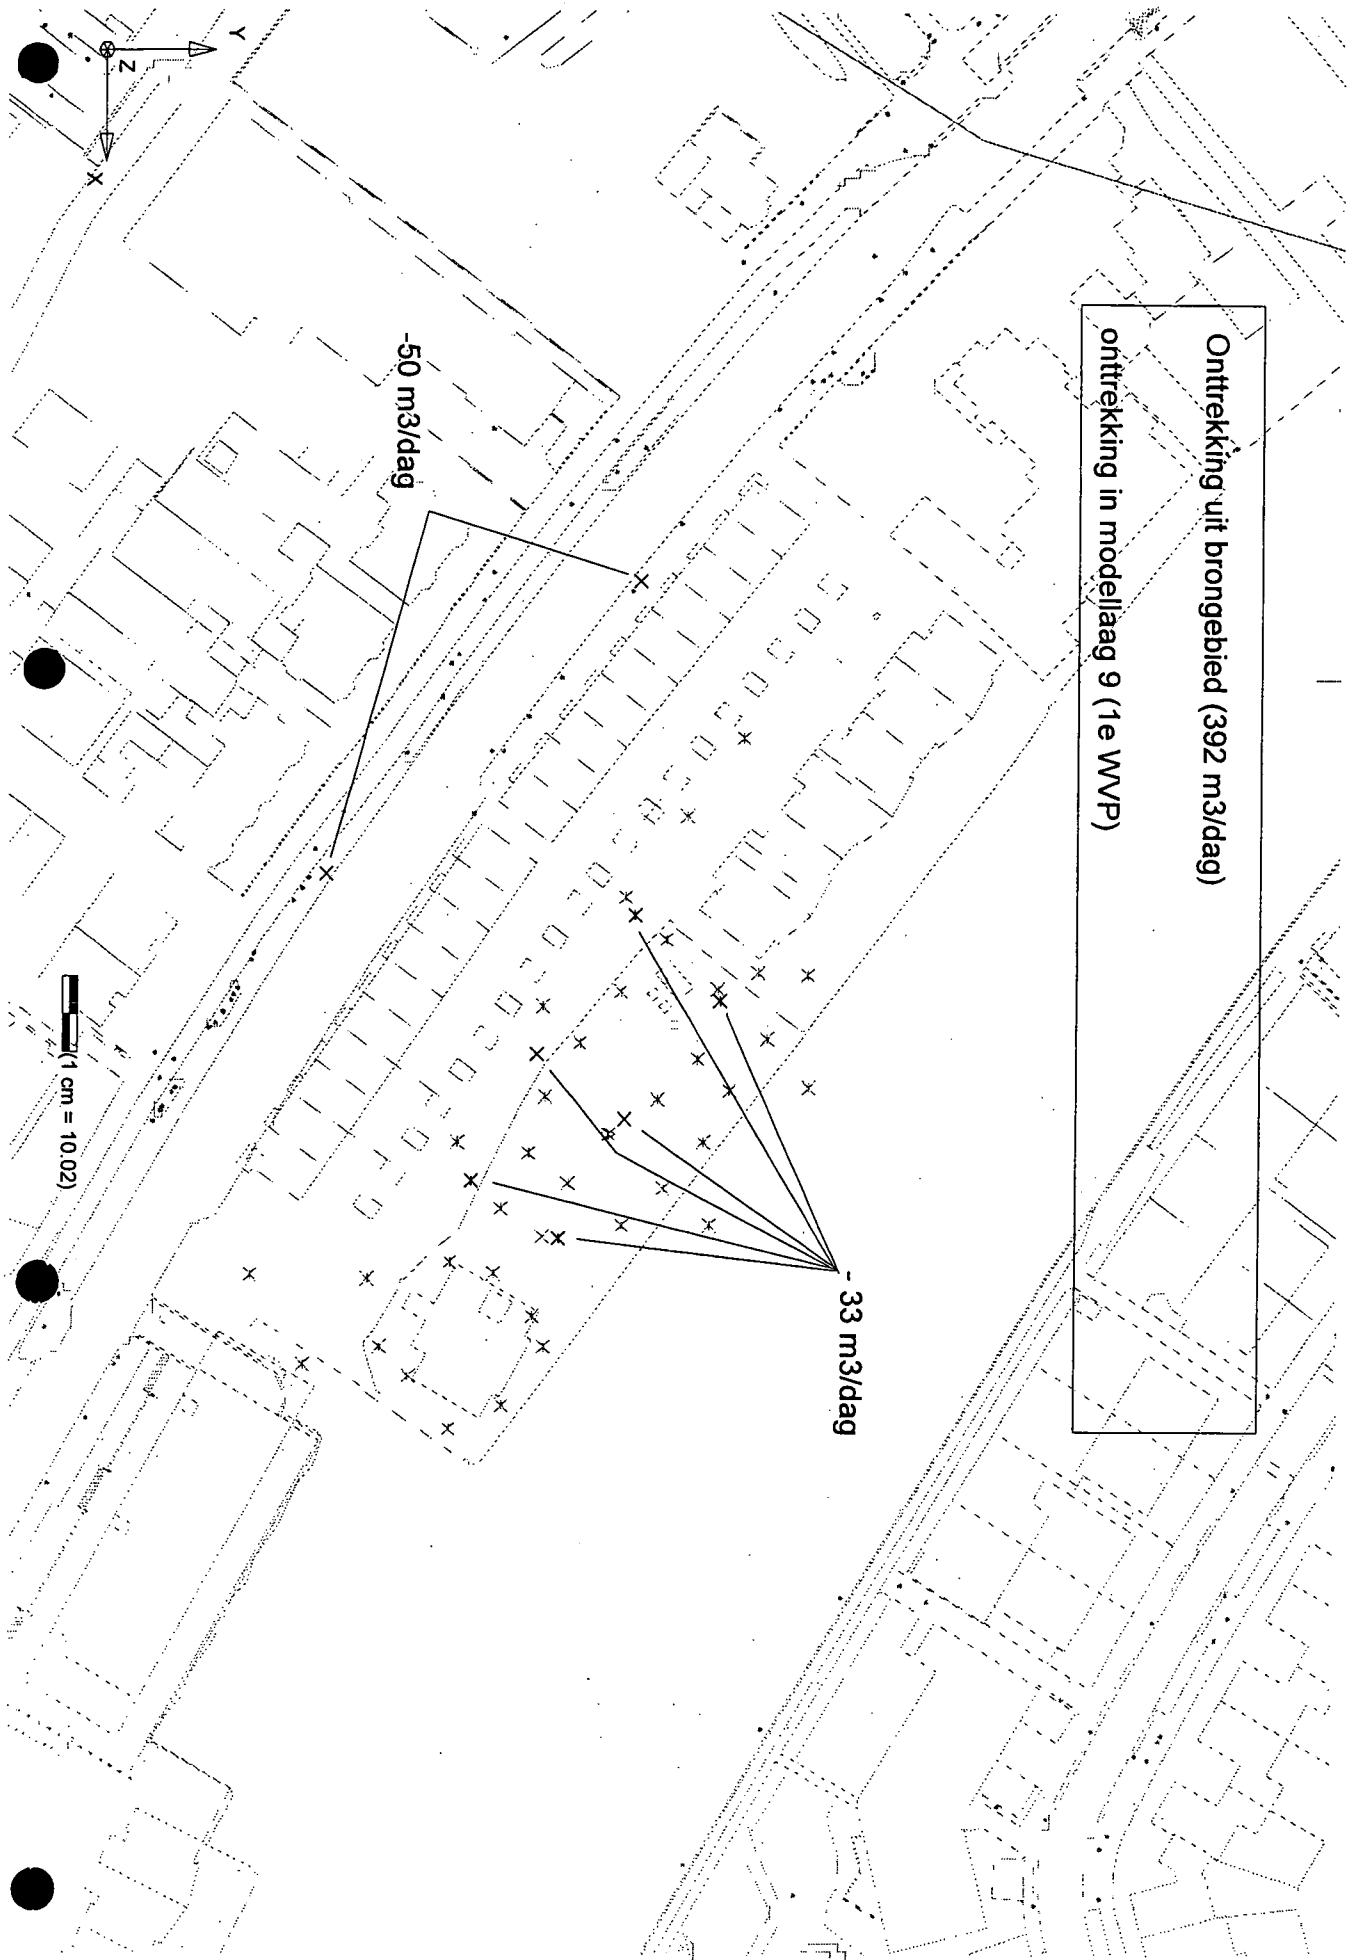 Onttrekking uit brongebied (392 m3/dag)
onttrekking in modellaag 9 (1e WVP)
-50 m3/dag
- 33 m3/dag
(1 cm = 10.02)
Y
Z
X